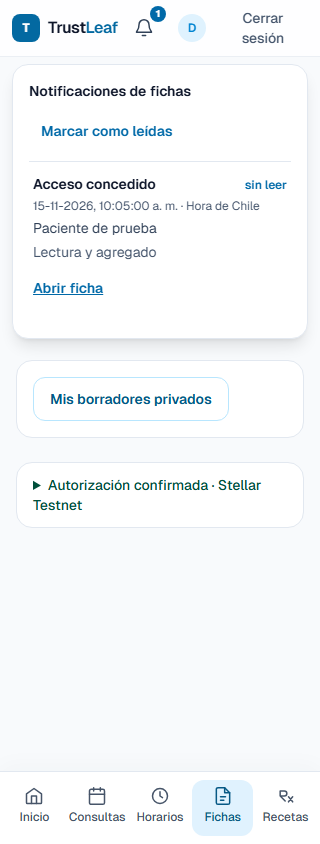 T TrustLeaf 1 D Cerrar
sesión
Notificaciones de fichas
Marcar como leídas
Acceso concedido sin leer
15-11-2026, 10:05:00 a. m. · Hora de Chile
Paciente de prueba
Lectura y agregado
Abrir ficha
Mis borradores privados
▶ Autorización confirmada · Stellar
Testnet
Inicio Consultas Horarios Fichas Recetas